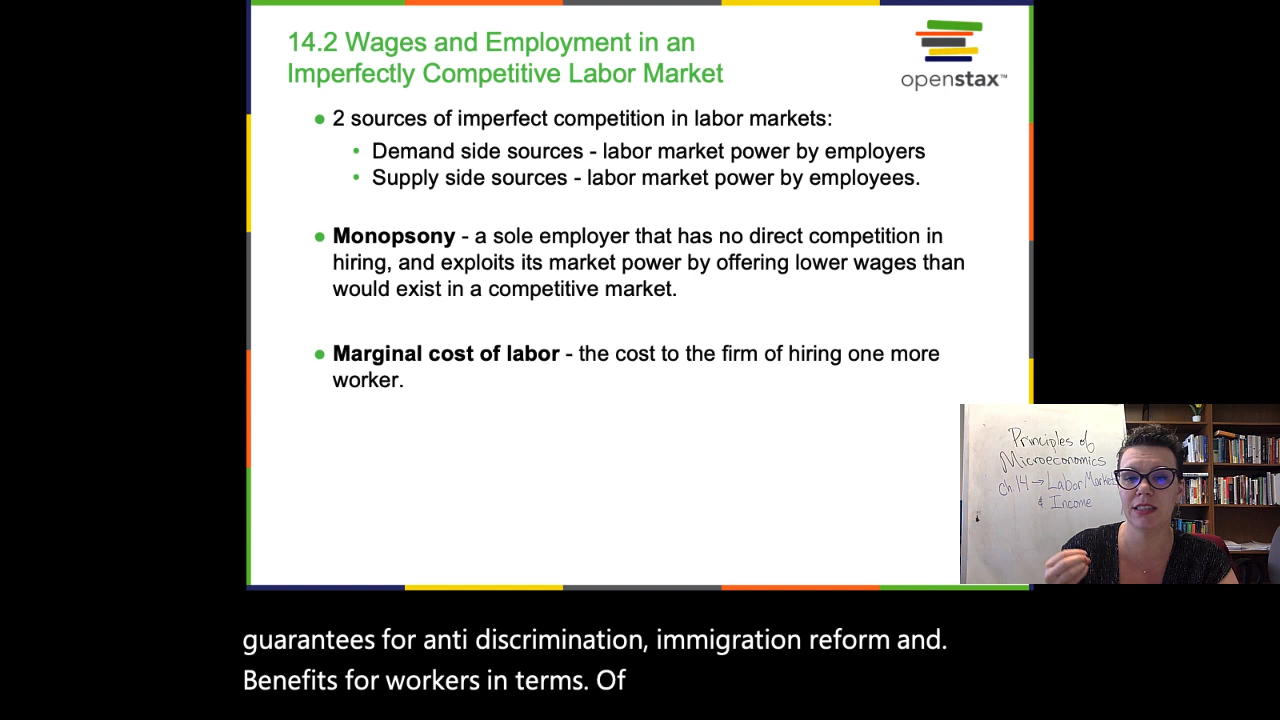 14.2 Wages and Employment in an
Imperfectly Competitive Labor Market
openstax™
● 2 sources of imperfect competition in labor markets:
• Demand side sources - labor market power by employers
• Supply side sources - labor market power by employees.
● Monopsony - a sole employer that has no direct competition in
hiring, and exploits its market power by offering lower wages than
would exist in a competitive market.
● Marginal cost of labor - the cost to the firm of hiring one more
worker.
Principles of
Microeconomics
Ch 14 → Labor Market
& Income
guarantees for anti discrimination, immigration reform and.
Benefits for workers in terms. Of